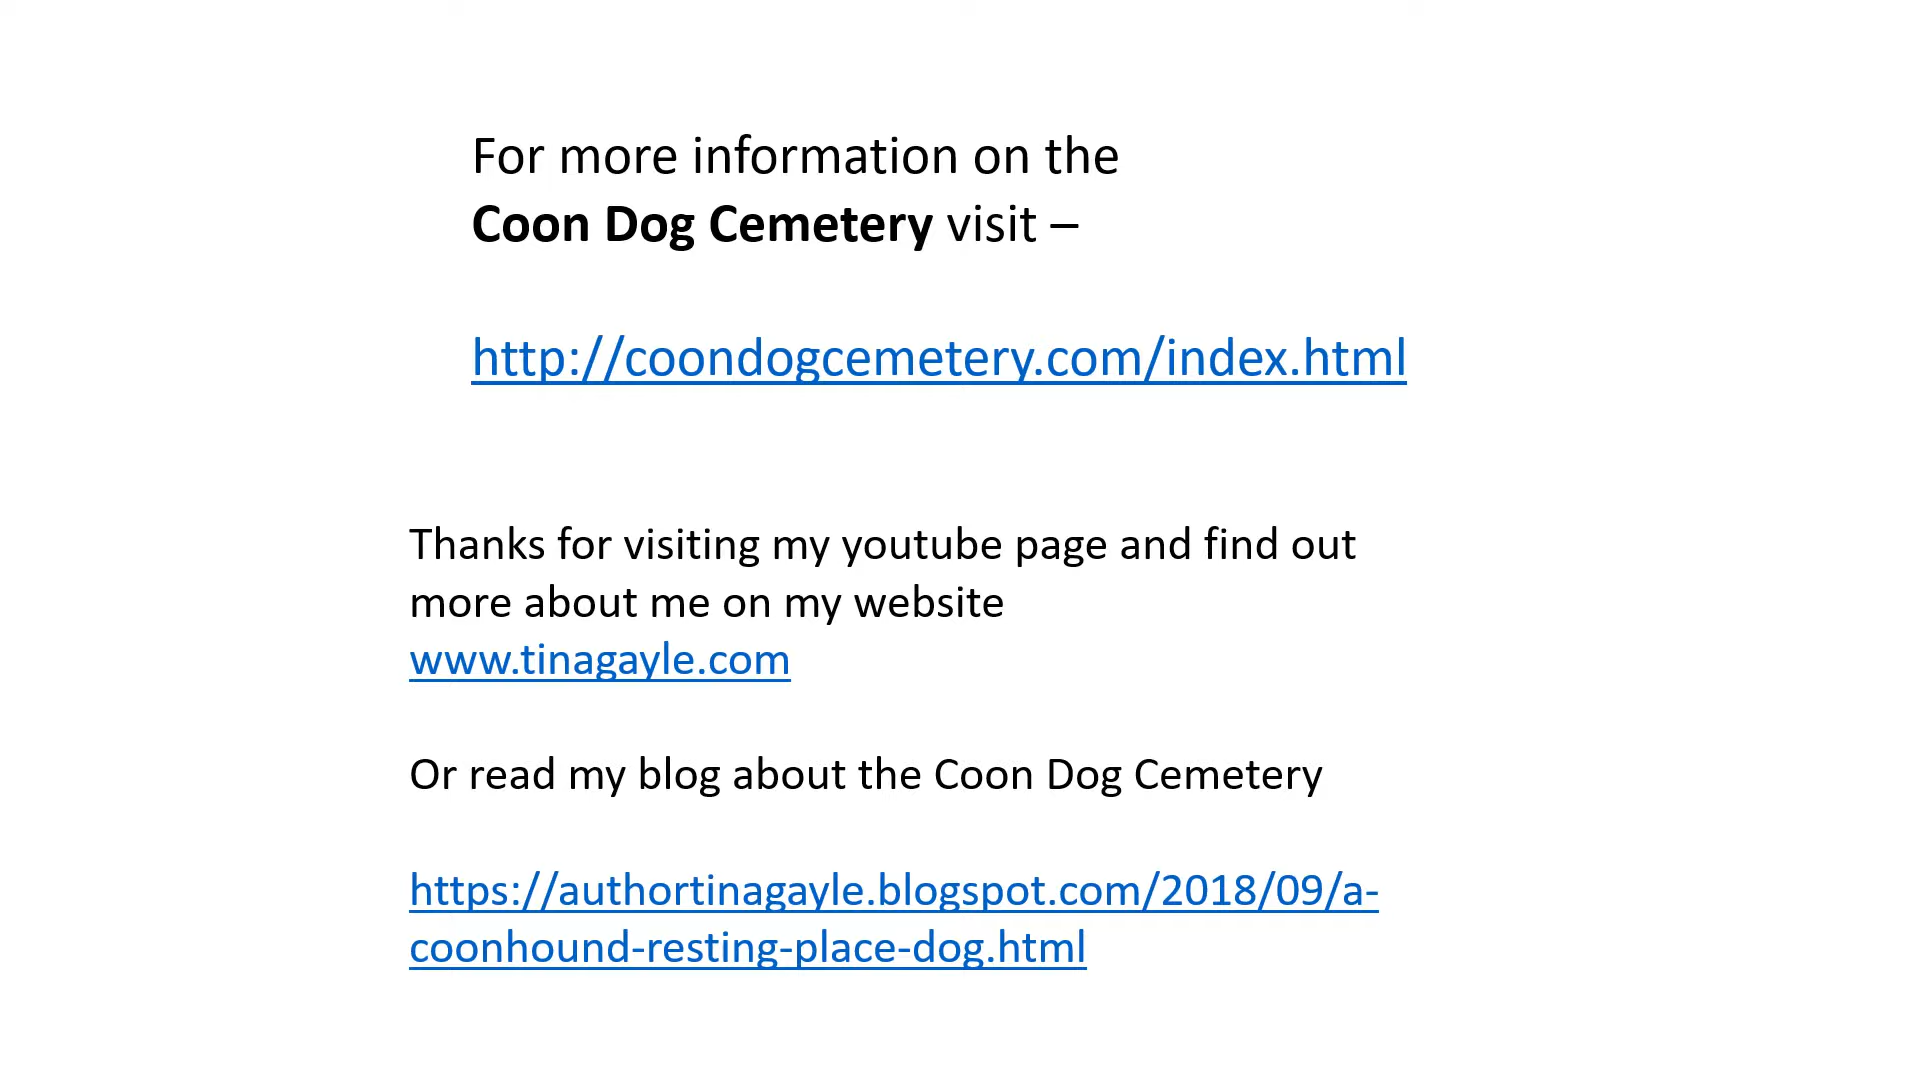 For more information on the
Coon Dog Cemetery visit –
http://coondogcemetery.com/index.html
Thanks for visiting my youtube page and find out
more about me on my website
www.tinagayle.com
Or read my blog about the Coon Dog Cemetery
https://authortinagayle.blogspot.com/2018/09/a-
coonhound-resting-place-dog.html